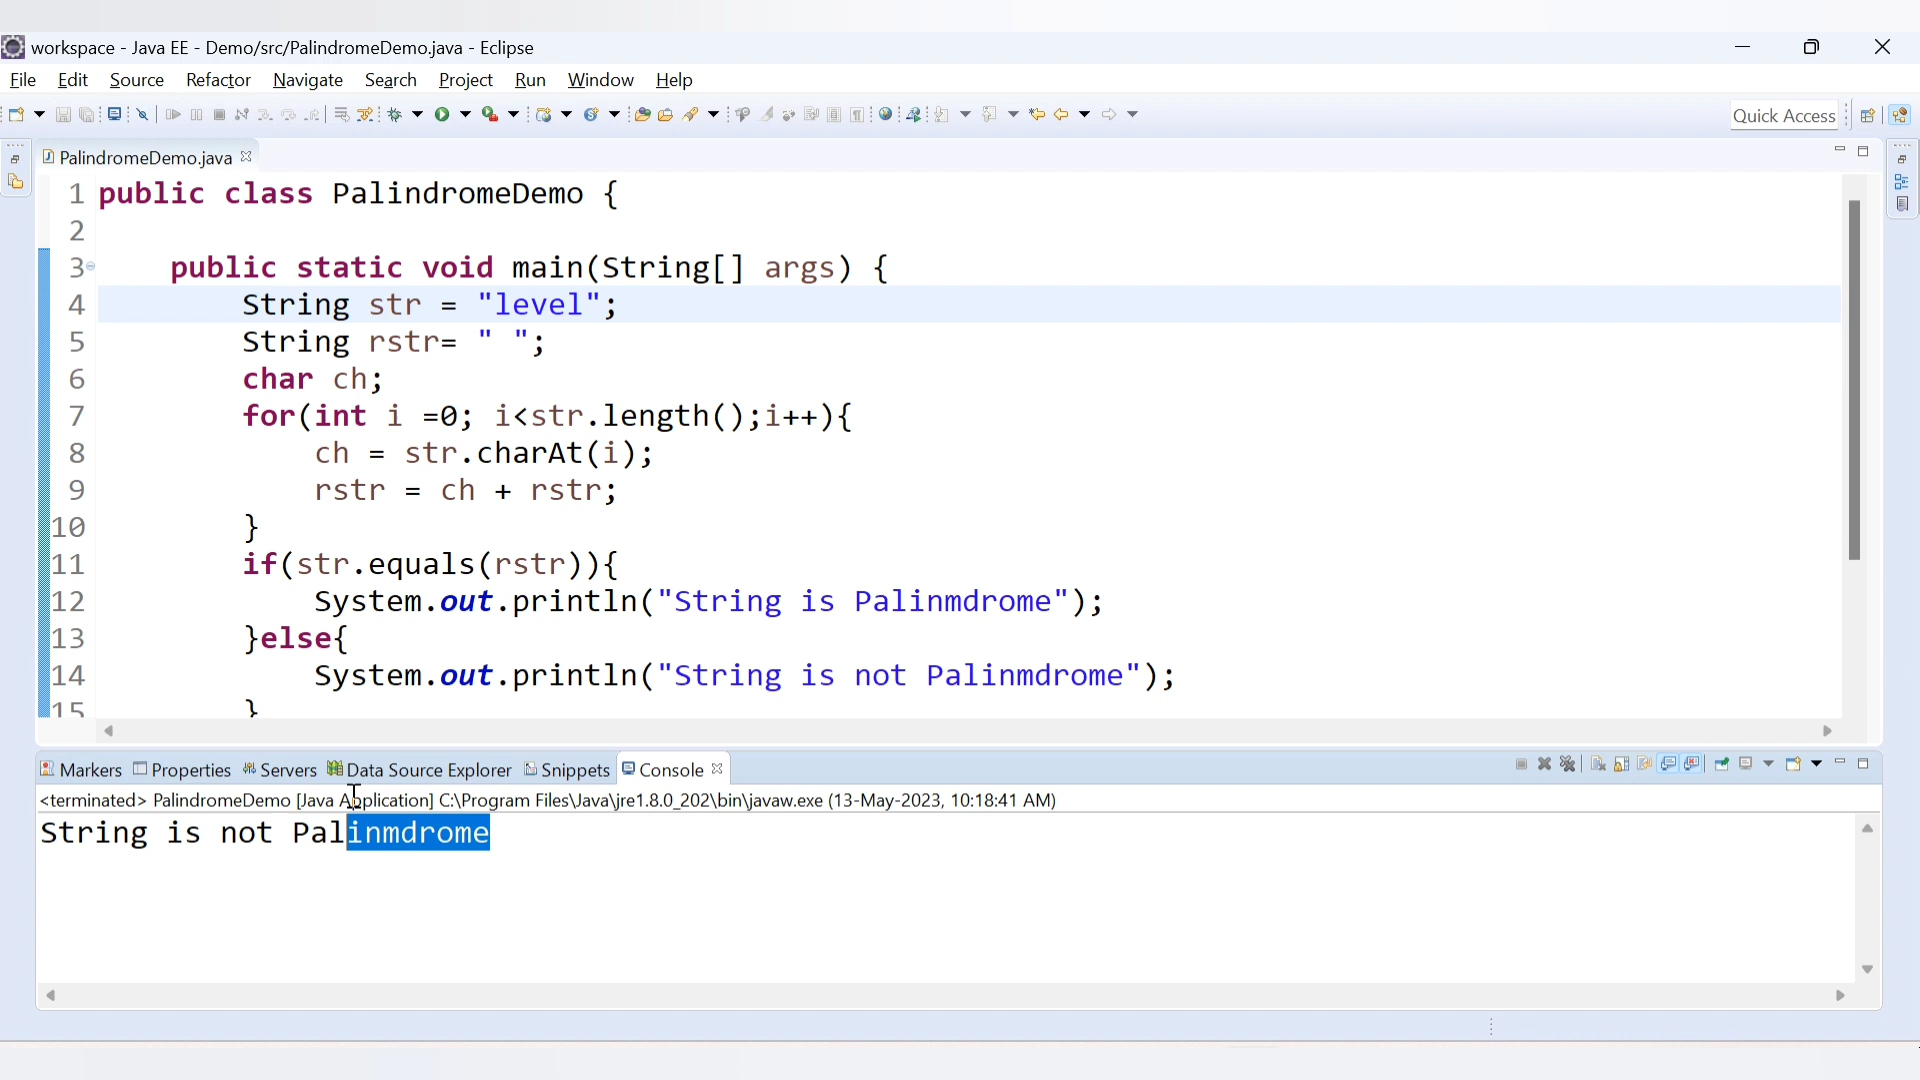 workspace - Java EE - Demo/src/PalindromeDemo.java - Eclipse
File Edit Source Refactor Navigate Search Project Run Window Help
Quick Access
PalindromeDemo.java
1 public class PalindromeDemo {
2
3 public static void main(String[] args) {
4 String str = "level";
5 String rstr= " ";
6 char ch;
7 for(int i =0; i<str.length();i++){
8 ch = str.charAt(i);
9 rstr = ch + rstr;
10 }
11 if(str.equals(rstr)){
12 System.out.println("String is Palinmdrome");
13 }else{
14 System.out.println("String is not Palinmdrome");
15 }
Markers Properties Servers Data Source Explorer Snippets Console
<terminated> PalindromeDemo [Java Application] C:\Program Files\Java\jre1.8.0_202\bin\javaw.exe (13-May-2023, 10:18:41 AM)
String is not Palinmdrome